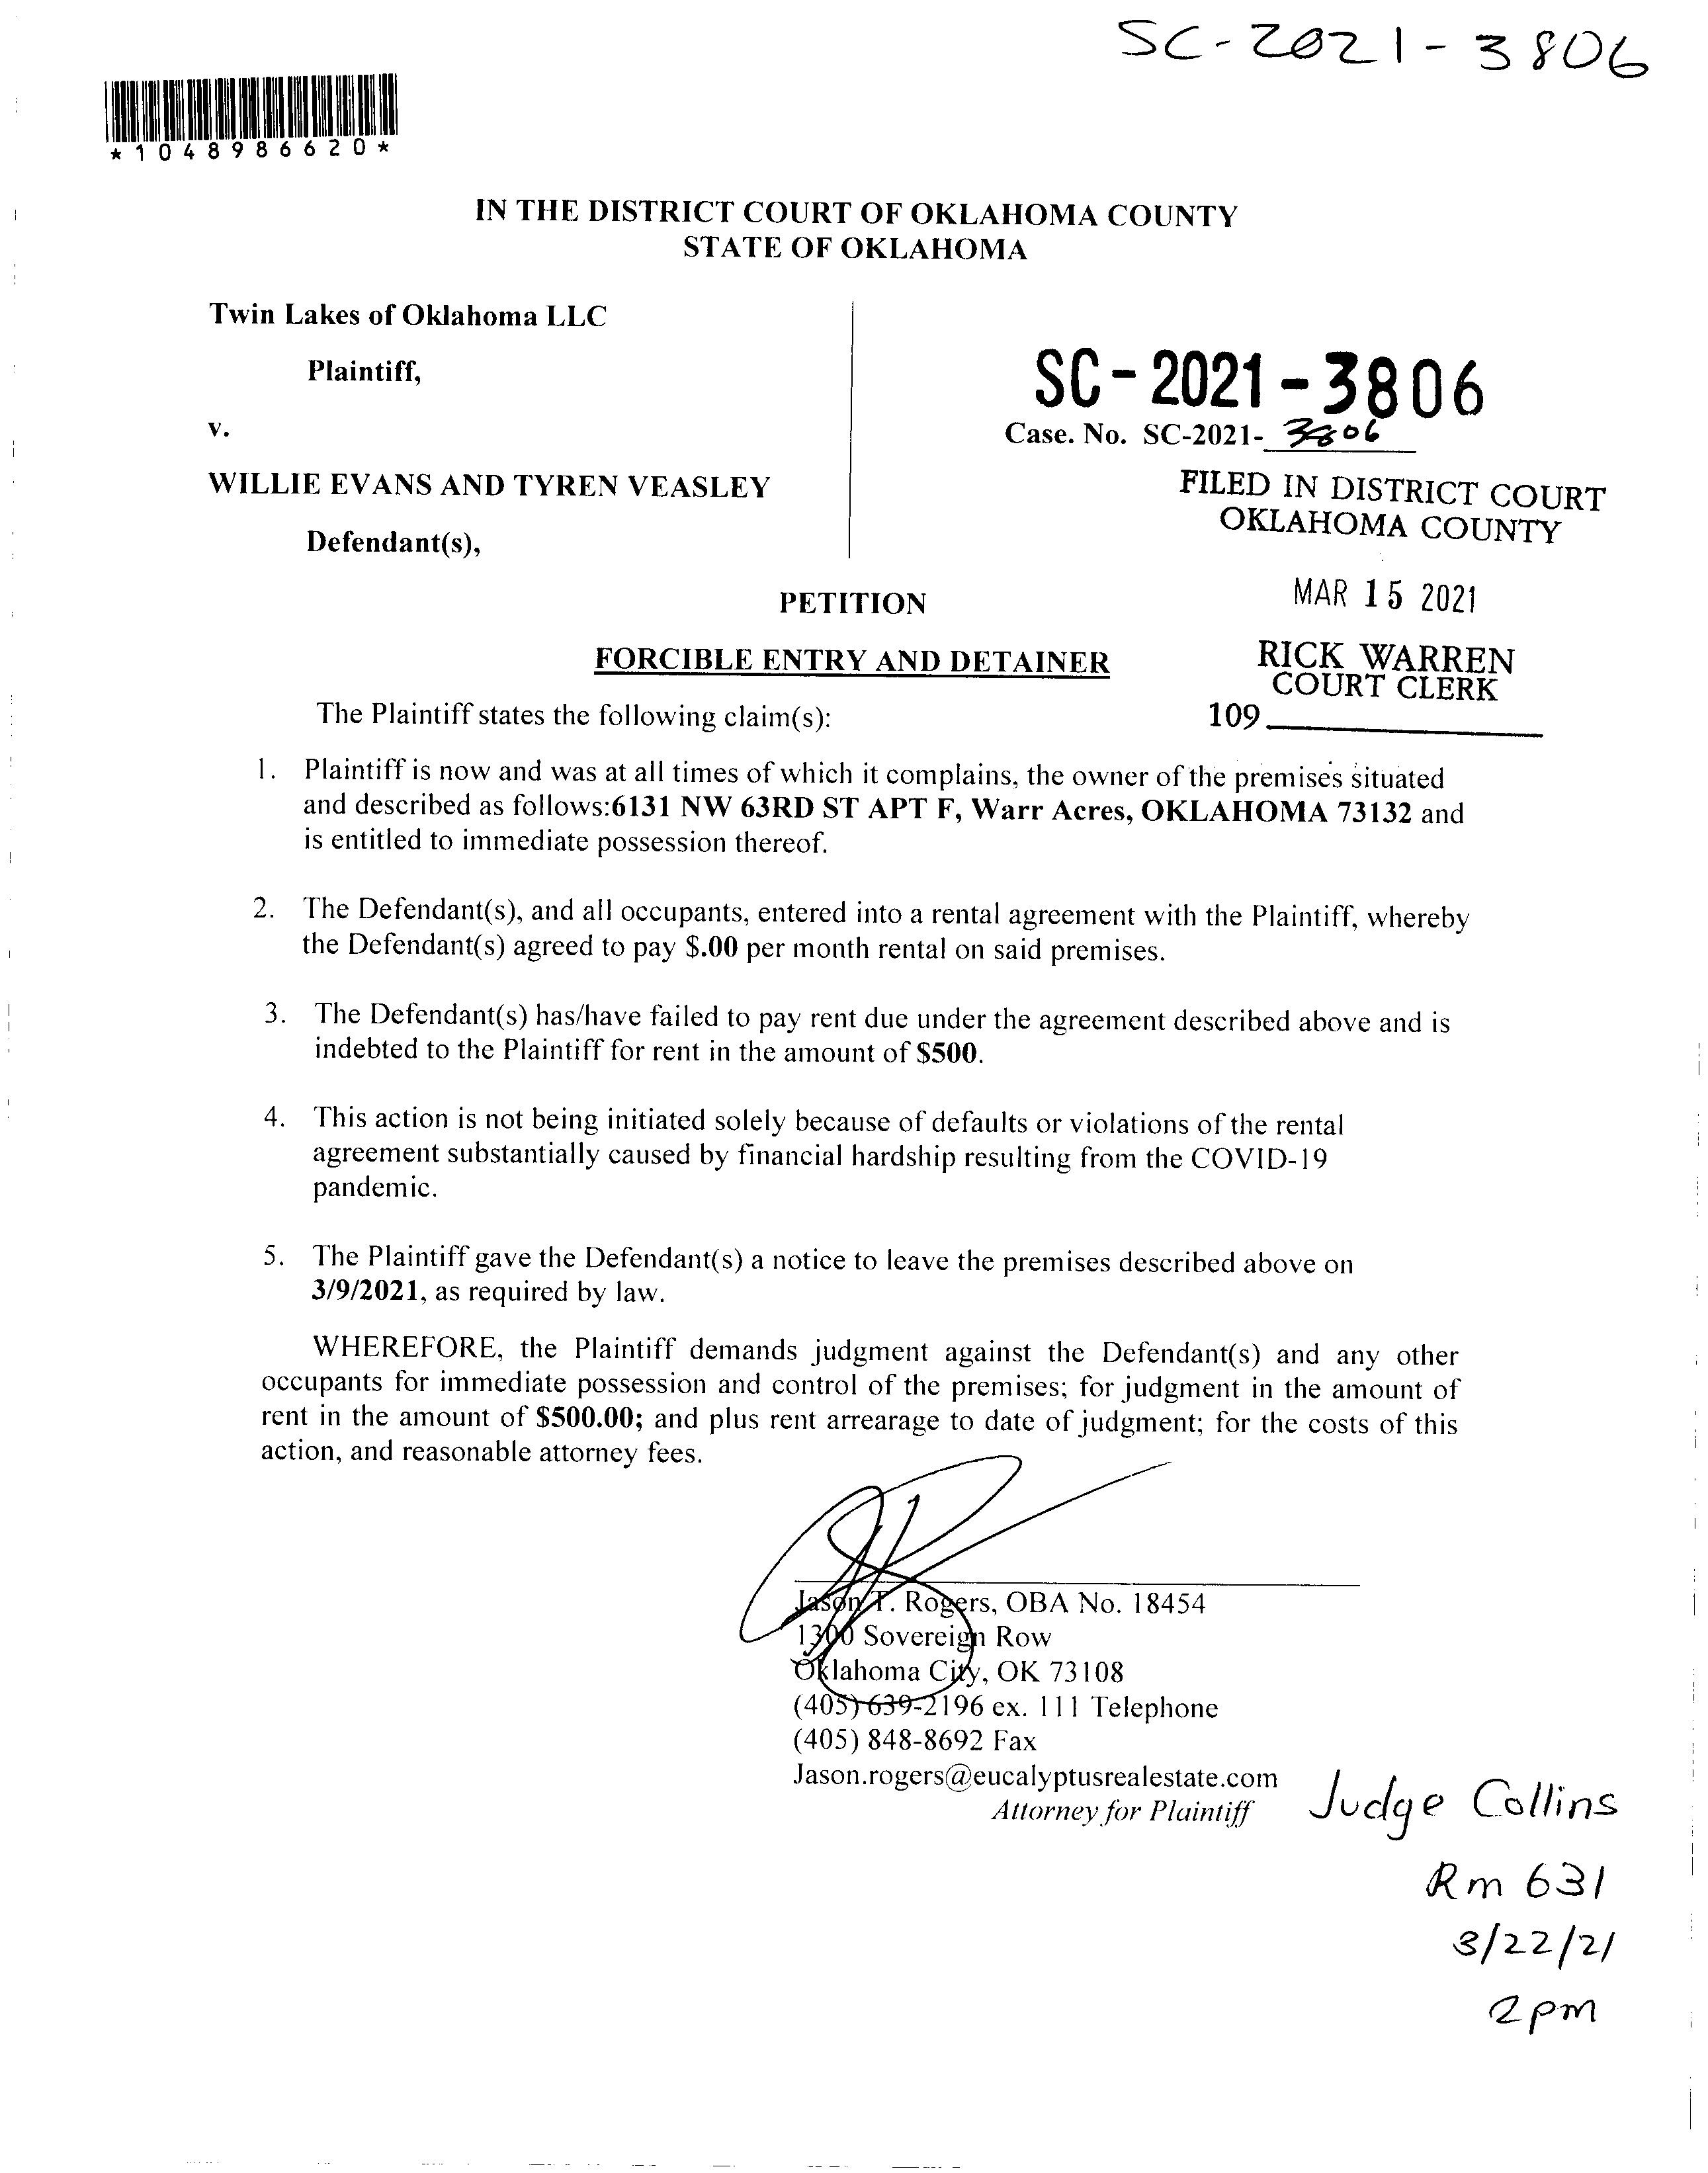 SC-2021-3806
*1048986620*
IN THE DISTRICT COURT OF OKLAHOMA COUNTY
STATE OF OKLAHOMA
Twin Lakes of Oklahoma LLC
Plaintiff,
v.
WILLIE EVANS AND TYREN VEASLEY
Defendant(s),
SC-2021-3806
Case. No. SC-2021- 3806
FILED IN DISTRICT COURT
OKLAHOMA COUNTY
MAR 15 2021
RICK WARREN
COURT CLERK
109
PETITION
FORCIBLE ENTRY AND DETAINER
The Plaintiff states the following claim(s):
1. Plaintiff is now and was at all times of which it complains, the owner of the premises situated
and described as follows:6131 NW 63RD ST APT F, Warr Acres, OKLAHOMA 73132 and
is entitled to immediate possession thereof.
2. The Defendant(s), and all occupants, entered into a rental agreement with the Plaintiff, whereby
the Defendant(s) agreed to pay $.00 per month rental on said premises.
3. The Defendant(s) has/have failed to pay rent due under the agreement described above and is
indebted to the Plaintiff for rent in the amount of $500.
4. This action is not being initiated solely because of defaults or violations of the rental
agreement substantially caused by financial hardship resulting from the COVID-19
pandemic.
5. The Plaintiff gave the Defendant(s) a notice to leave the premises described above on
3/9/2021, as required by law.
WHEREFORE, the Plaintiff demands judgment against the Defendant(s) and any other
occupants for immediate possession and control of the premises; for judgment in the amount of
rent in the amount of $500.00; and plus rent arrearage to date of judgment; for the costs of this
action, and reasonable attorney fees.
Jason T. Rogers, OBA No. 18454
1300 Sovereign Row
Oklahoma City, OK 73108
(405) 639-2196 ex. 111 Telephone
(405) 848-8692 Fax
Jason.rogers@eucalyptusrealestate.com
Attorney for Plaintiff
Judge Collins
Rm 631
3/22/21
2pm